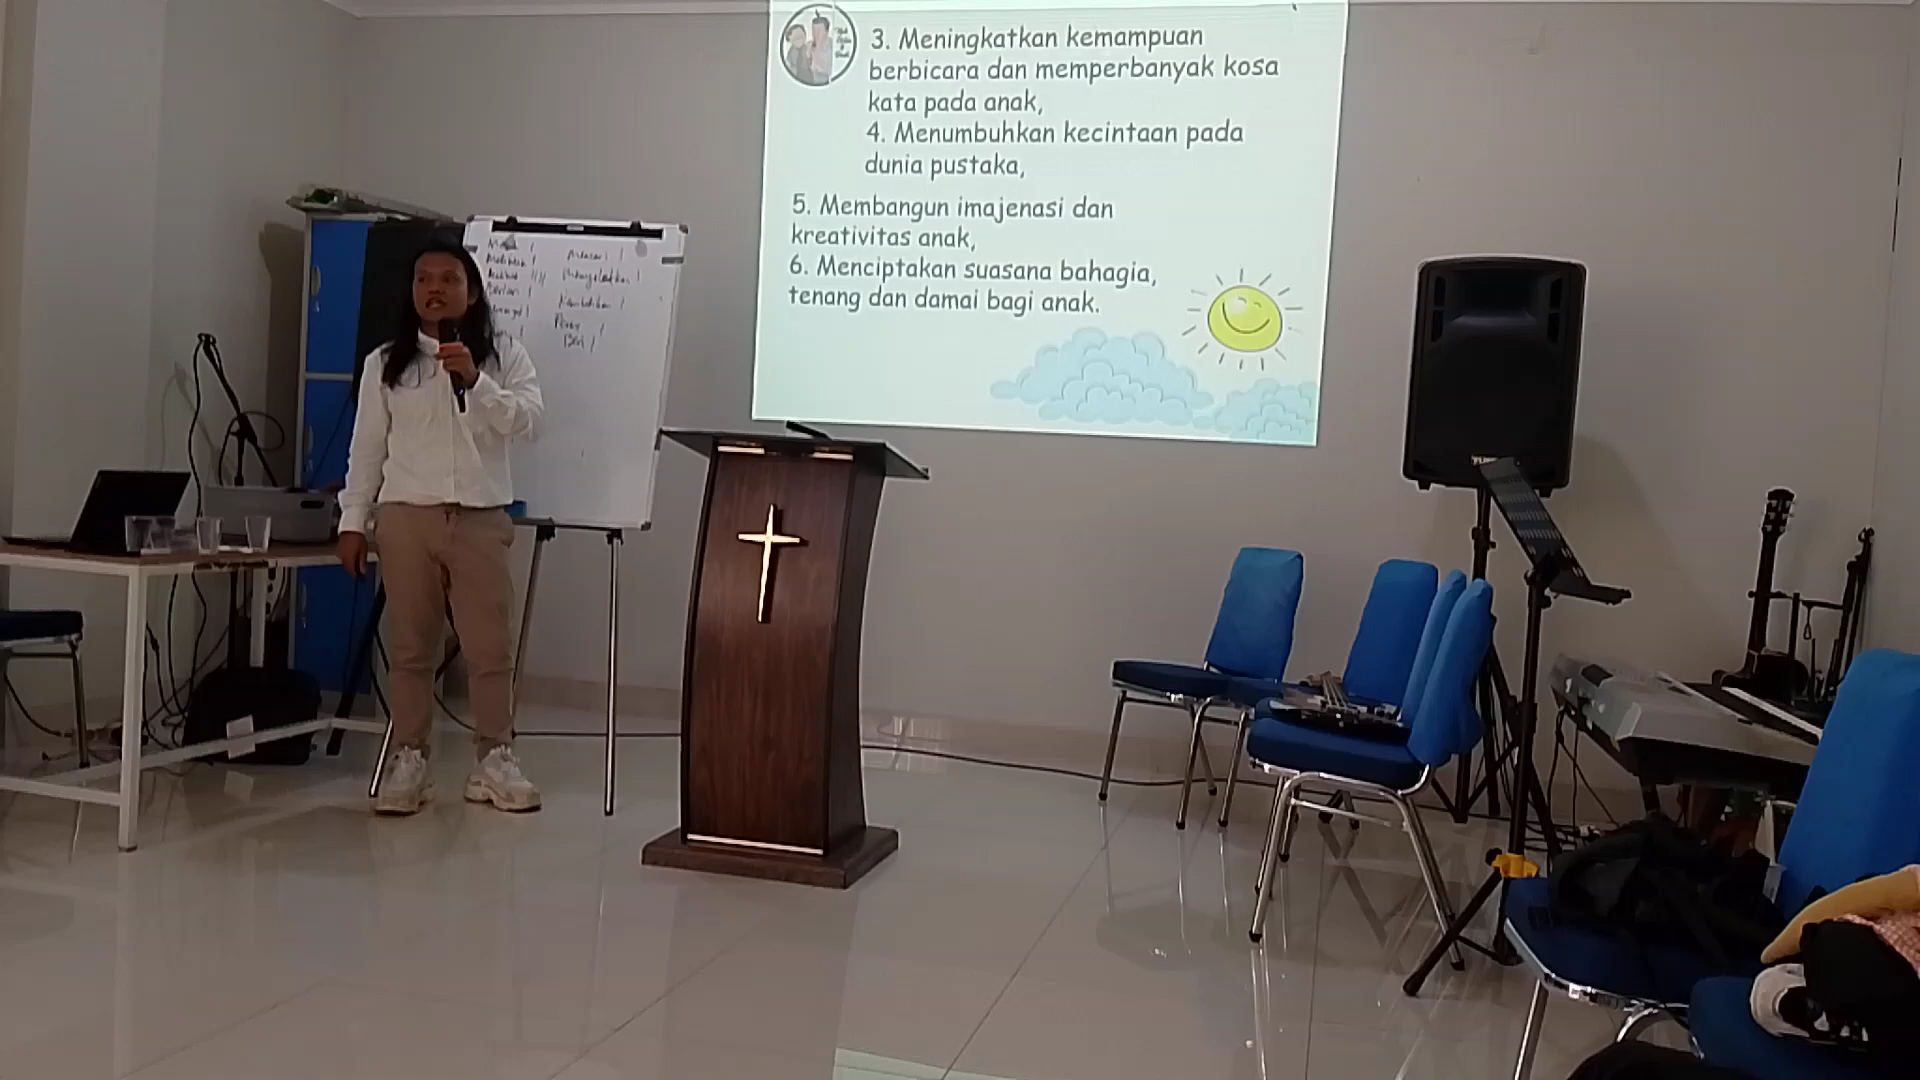 3. Meningkatkan kemampuan
berbicara dan memperbanyak kosa
kata pada anak,
4. Menumbuhkan kecintaan pada
dunia pustaka,
5. Membangun imajenasi dan
kreativitas anak,
6. Menciptakan suasana bahagia,
tenang dan damai bagi anak.